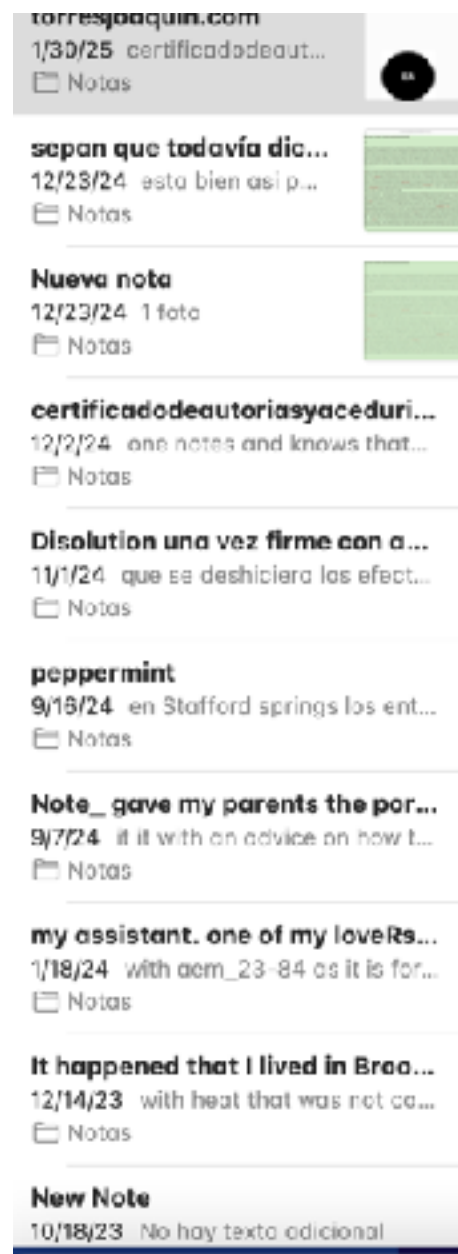 torresjoaquin.com
1/30/25 certificadodeaut...
Notas
sepan que todavía dic...
12/23/24 esta bien asi p...
Notas
Nueva nota
12/23/24 1 foto
Notas
certificadodeautoriasyaceduri...
12/2/24 one notes and knows that...
Notas
Disolution una vez firme con a...
11/1/24 que se deshiciera los efect...
Notas
peppermint
9/16/24 en Stafford springs los ent...
Notas
Note_ gave my parents the por...
9/7/24 it it with an advice on how t...
Notas
my assistant. one of my loveRs...
1/18/24 with aem_23-84 as it is for...
Notas
It happened that I lived in Broo...
12/14/23 with heat that was not ca...
Notas
New Note
10/18/23 No hay texto adicional